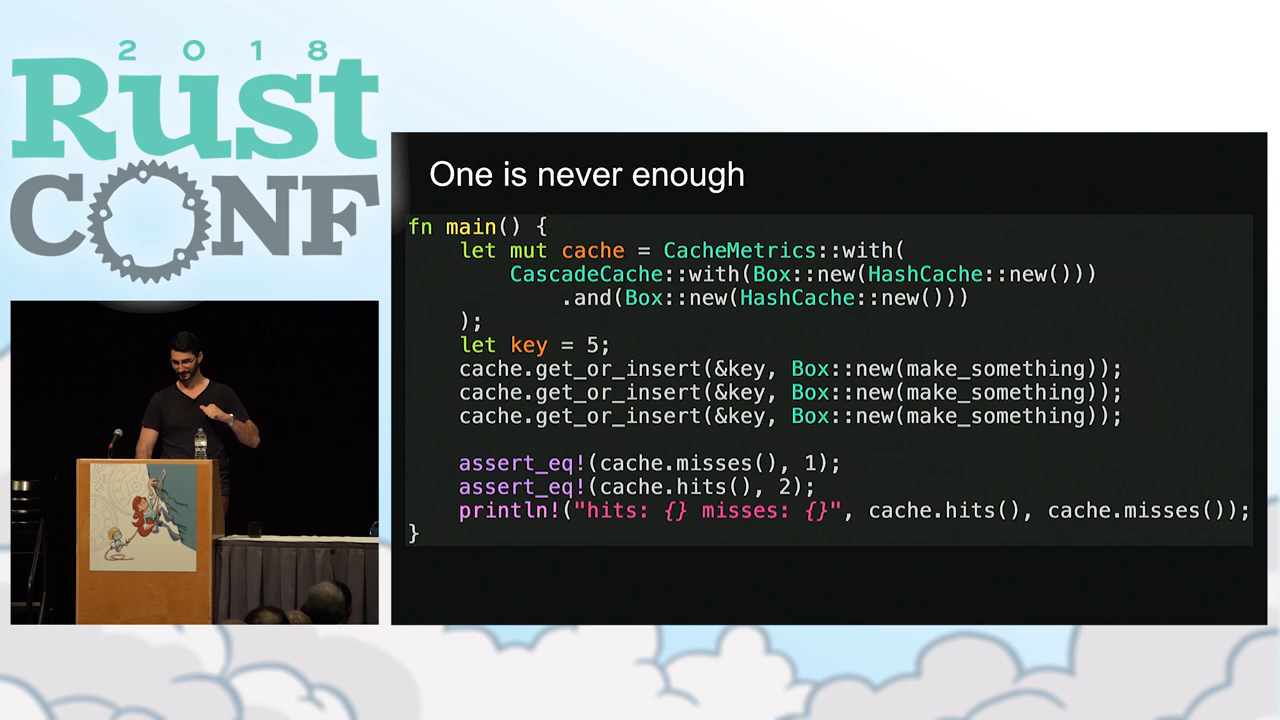 2018
Rust
CONF
One is never enough
fn main() {
    let mut cache = CacheMetrics::with(
        CascadeCache::with(Box::new(HashCache::new()))
            .and(Box::new(HashCache::new()))
    );
    let key = 5;
    cache.get_or_insert(&key, Box::new(make_something));
    cache.get_or_insert(&key, Box::new(make_something));
    cache.get_or_insert(&key, Box::new(make_something));
    assert_eq!(cache.misses(), 1);
    assert_eq!(cache.hits(), 2);
    println!("hits: {} misses: {}", cache.hits(), cache.misses());
}